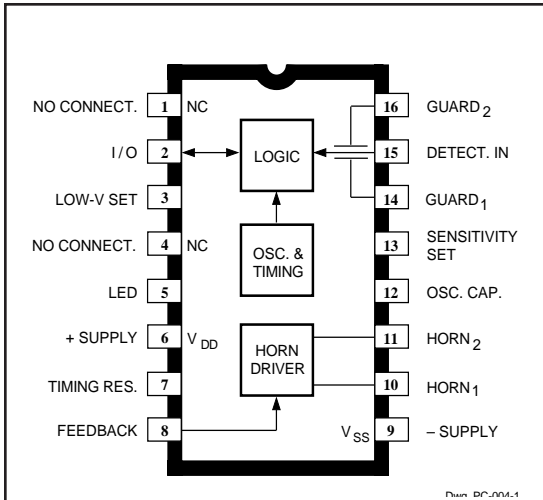 NO CONNECT. 1 NC 16 GUARD2
I/O 2 LOGIC 15 DETECT. IN
LOW-V SET 3 14 GUARD1
NO CONNECT. 4 NC 13 SENSITIVITY SET
OSC. & TIMING
LED 5 12 OSC. CAP.
+ SUPPLY 6 VDD 11 HORN2
HORN DRIVER
TIMING RES. 7 10 HORN1
FEEDBACK 8 VSS 9 – SUPPLY
Dwg. PC-004-1